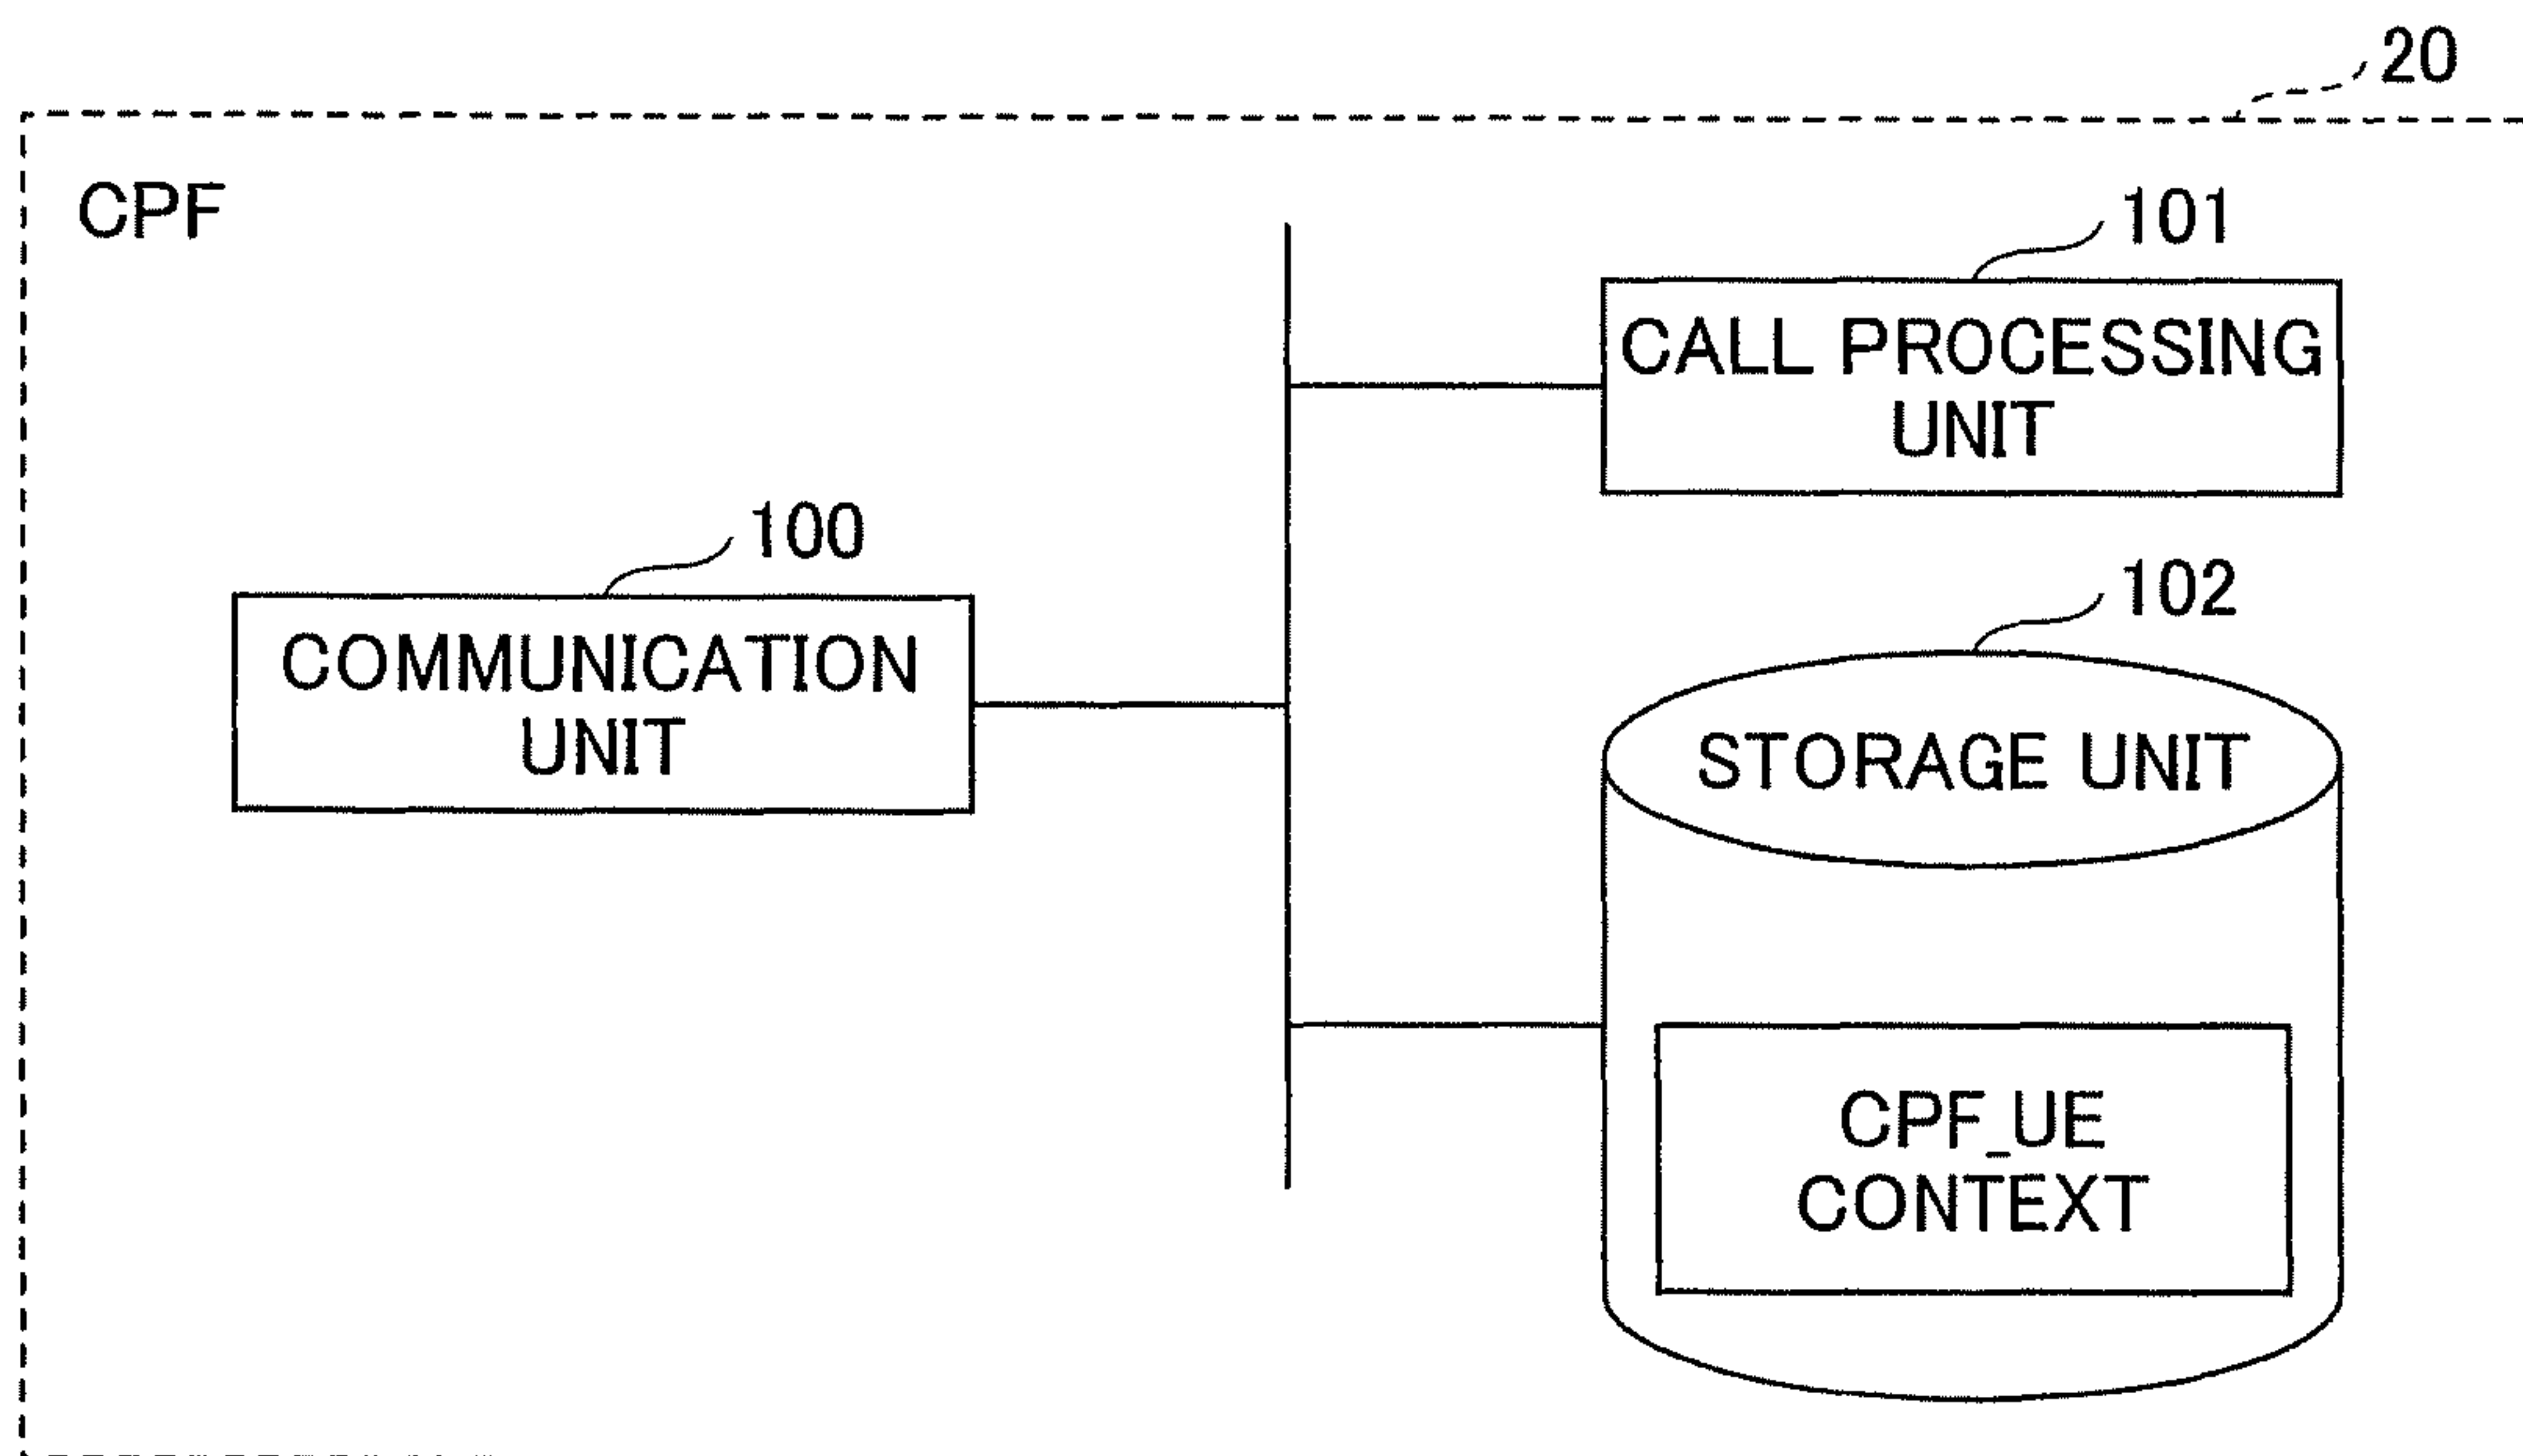 20
CPF
101
CALL PROCESSING
UNIT
100
COMMUNICATION
UNIT
102
STORAGE UNIT
CPF_UE
CONTEXT